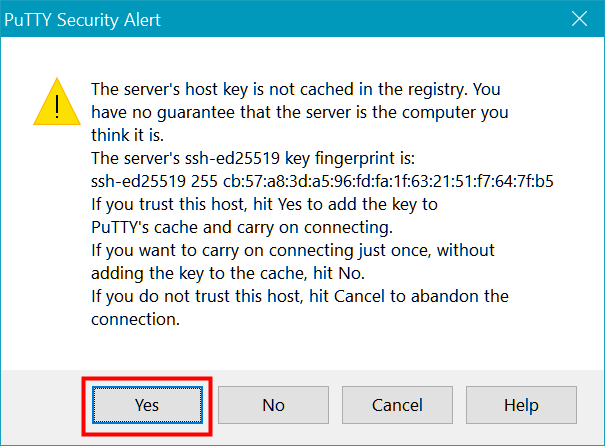 PuTTY Security Alert
The server's host key is not cached in the registry. You
have no guarantee that the server is the computer you
think it is.
The server's ssh-ed25519 key fingerprint is:
ssh-ed25519 255 cb:57:a8:3d:a5:96:fd:fa:1f:63:21:51:f7:64:7f:b5
If you trust this host, hit Yes to add the key to
PuTTY's cache and carry on connecting.
If you want to carry on connecting just once, without
adding the key to the cache, hit No.
If you do not trust this host, hit Cancel to abandon the
connection.
Yes No Cancel Help